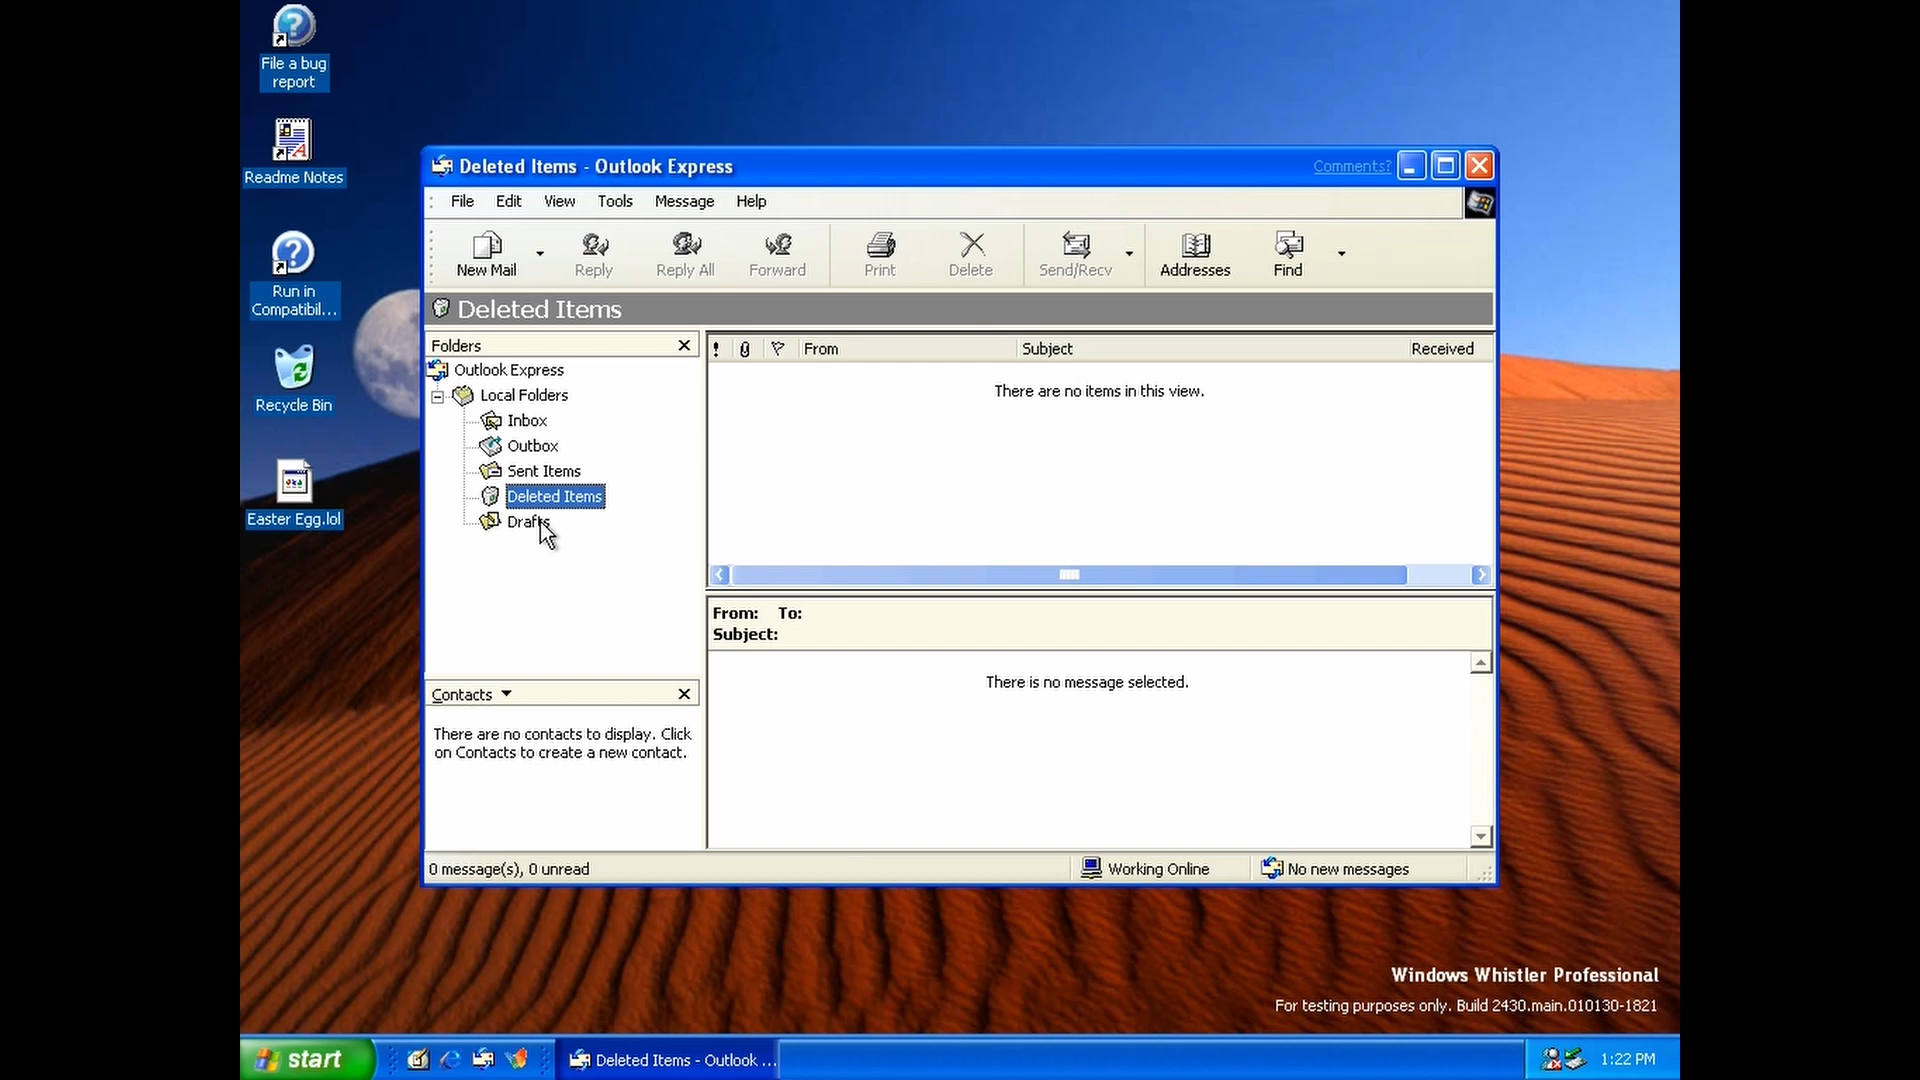 File a bug
report
Readme Notes
Run in
Compatibil...
Recycle Bin
Easter Egg.lol
Deleted Items - Outlook Express
Comments?
File Edit View Tools Message Help
New Mail Reply Reply All Forward Print Delete Send/Recv Addresses Find
Deleted Items
Folders
Outlook Express
Local Folders
Inbox
Outbox
Sent Items
Deleted Items
Drafts
! From Subject Received
There are no items in this view.
From: To:
Subject:
There is no message selected.
Contacts
There are no contacts to display. Click
on Contacts to create a new contact.
0 message(s), 0 unread
Working Online
No new messages
Windows Whistler Professional
For testing purposes only. Build 2430.main.010130-1821
start
Deleted Items - Outlook ...
1:22 PM